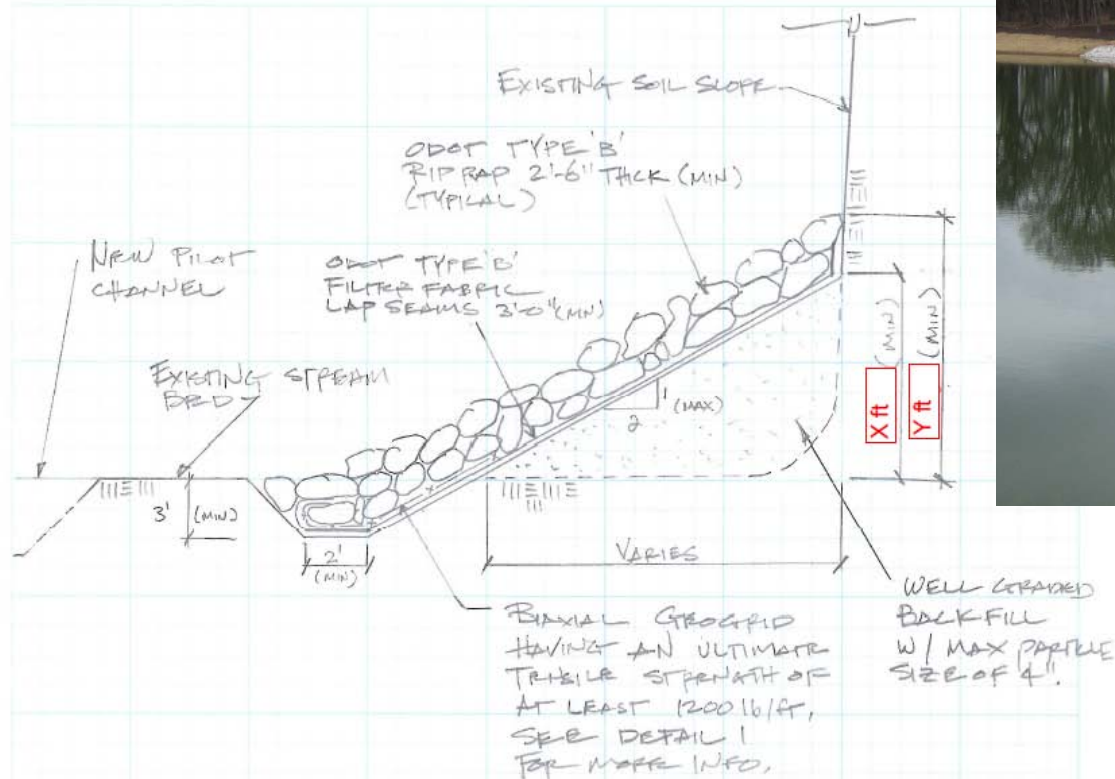 EXISTING SOIL SLOPE
ODOT TYPE 'B'
RIP RAP 2'-6" THICK (MIN)
(TYPICAL)
NEW PILOT
CHANNEL
ODOT TYPE 'B'
FILTER FABRIC
LAP SEAMS 3'-0" (MIN)
EXISTING STREAM
BED
1 (MAX)
2
X ft (MIN)
Y ft (MIN)
3' (MIN)
2'
(MIN)
VARIES
WELL GRADED
BACKFILL
W/ MAX PARTICLE
SIZE OF 4".
BIAXIAL GEOGRID
HAVING AN ULTIMATE
TENSILE STRENGTH OF
AT LEAST 1200 lb/ft.
SEE DETAIL 1
FOR MORE INFO.